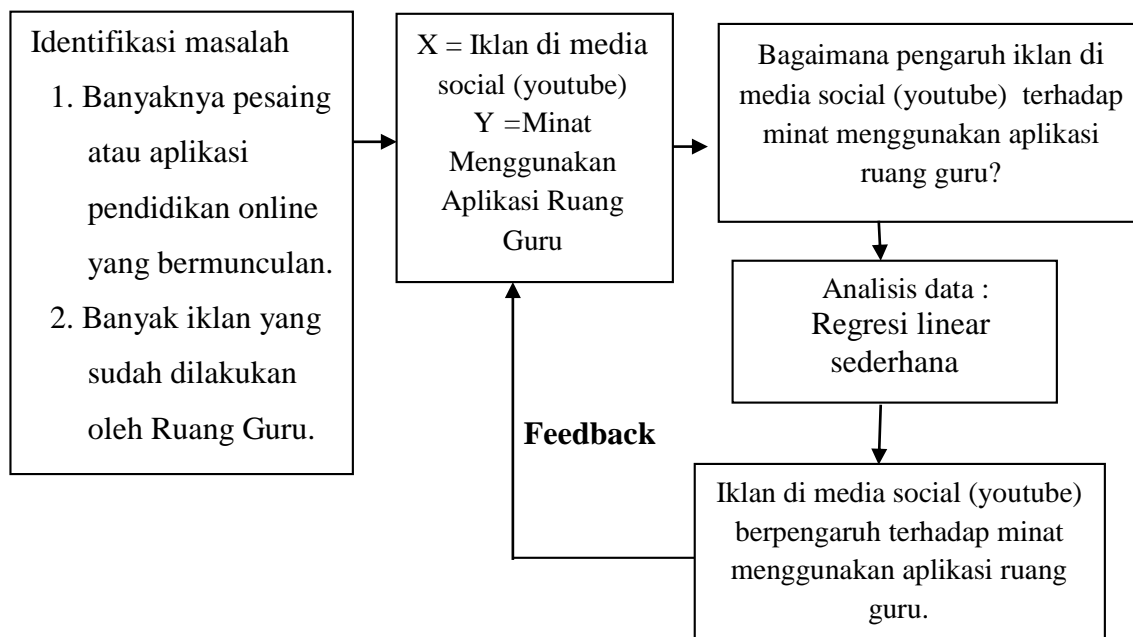 Identifikasi masalah
1. Banyaknya pesaing
atau aplikasi
pendidikan online
yang bermunculan.
2. Banyak iklan yang
sudah dilakukan
oleh Ruang Guru.
X = Iklan di media
social (youtube)
Y =Minat
Menggunakan
Aplikasi Ruang
Guru
Bagaimana pengaruh iklan di
media social (youtube) terhadap
minat menggunakan aplikasi
ruang guru?
Analisis data :
Regresi linear
sederhana
Feedback
Iklan di media social (youtube)
berpengaruh terhadap minat
menggunakan aplikasi ruang
guru.